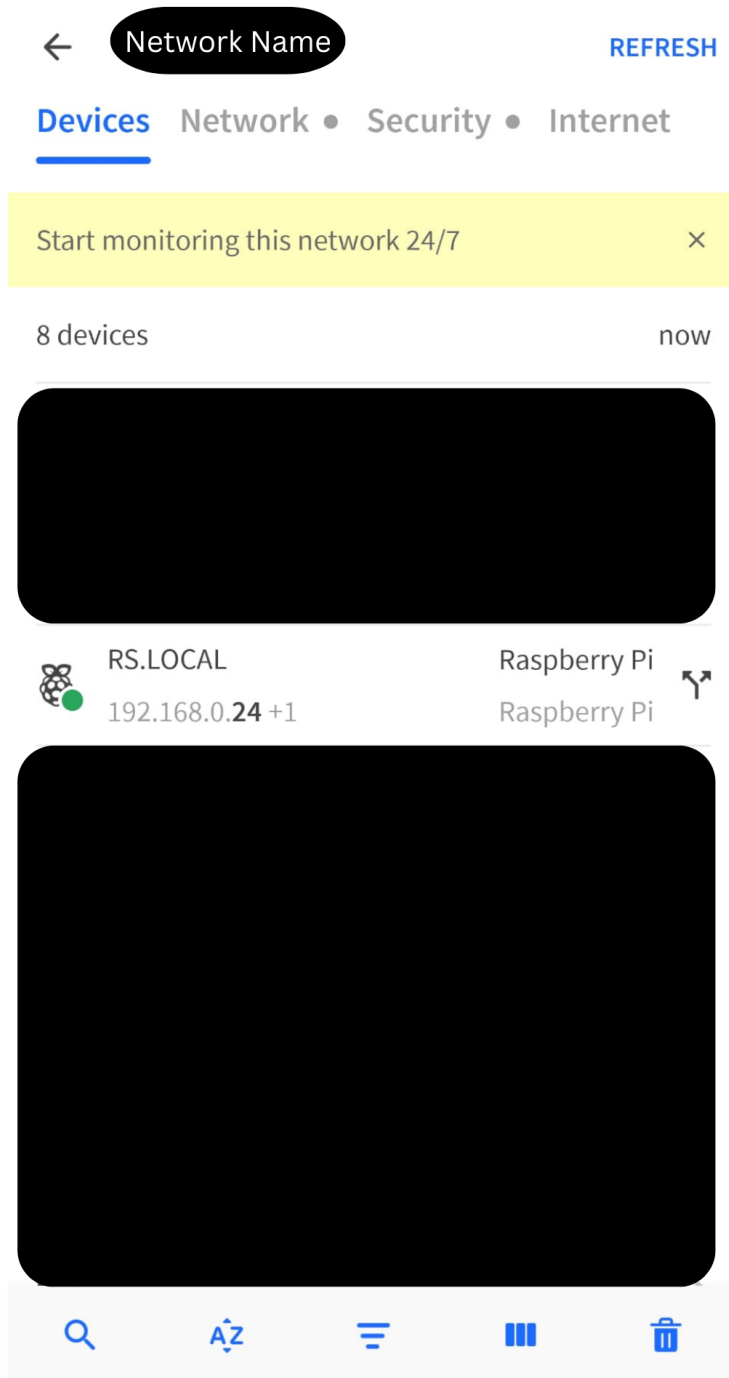 Network Name
REFRESH
Devices Network Security Internet
Start monitoring this network 24/7
8 devices now
RS.LOCAL Raspberry Pi
192.168.0.24 +1 Raspberry Pi
AZ